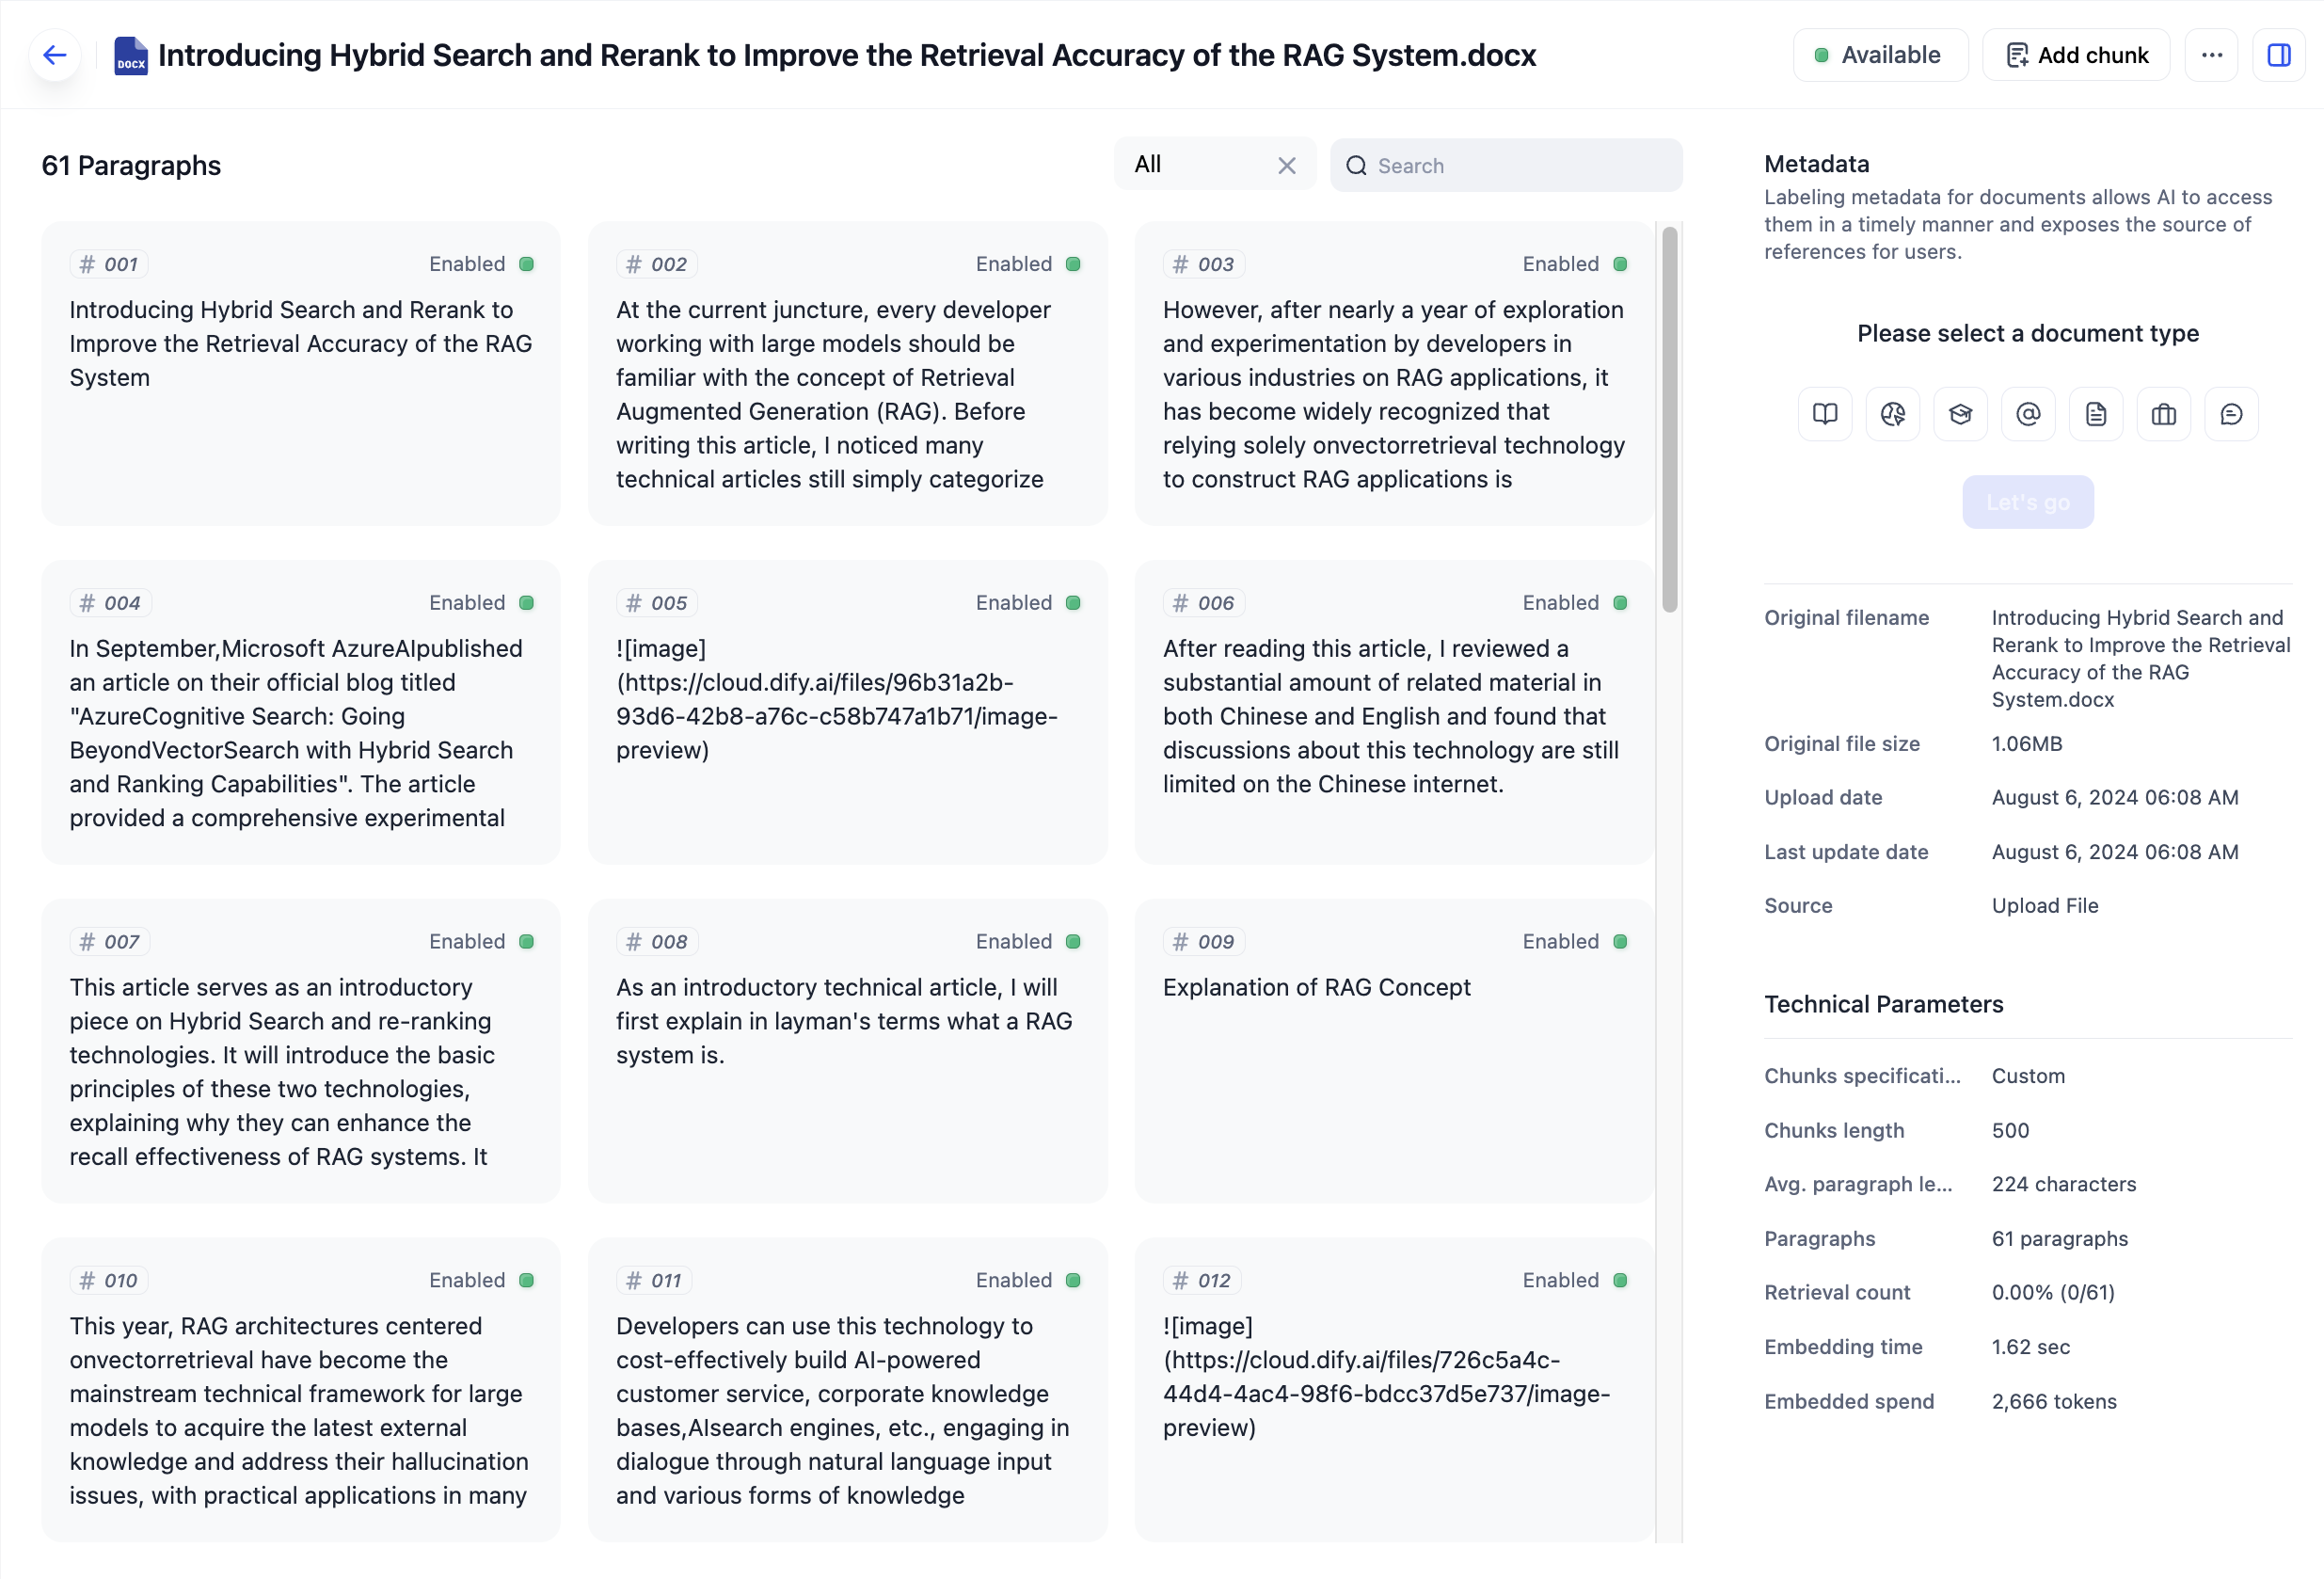 DOCX Introducing Hybrid Search and Rerank to Improve the Retrieval Accuracy of the RAG System.docx
Available
Add chunk
61 Paragraphs
All
Search
# 001 Enabled
Introducing Hybrid Search and Rerank to
Improve the Retrieval Accuracy of the RAG
System
# 002 Enabled
At the current juncture, every developer
working with large models should be
familiar with the concept of Retrieval
Augmented Generation (RAG). Before
writing this article, I noticed many
technical articles still simply categorize
# 003 Enabled
However, after nearly a year of exploration
and experimentation by developers in
various industries on RAG applications, it
has become widely recognized that
relying solely onvectorretrieval technology
to construct RAG applications is
# 004 Enabled
In September,Microsoft AzureAIpublished
an article on their official blog titled
"AzureCognitive Search: Going
BeyondVectorSearch with Hybrid Search
and Ranking Capabilities". The article
provided a comprehensive experimental
# 005 Enabled
![image]
(https://cloud.dify.ai/files/96b31a2b-
93d6-42b8-a76c-c58b747a1b71/image-
preview)
# 006 Enabled
After reading this article, I reviewed a
substantial amount of related material in
both Chinese and English and found that
discussions about this technology are still
limited on the Chinese internet.
# 007 Enabled
This article serves as an introductory
piece on Hybrid Search and re-ranking
technologies. It will introduce the basic
principles of these two technologies,
explaining why they can enhance the
recall effectiveness of RAG systems. It
# 008 Enabled
As an introductory technical article, I will
first explain in layman's terms what a RAG
system is.
# 009 Enabled
Explanation of RAG Concept
# 010 Enabled
This year, RAG architectures centered
onvectorretrieval have become the
mainstream technical framework for large
models to acquire the latest external
knowledge and address their hallucination
issues, with practical applications in many
# 011 Enabled
Developers can use this technology to
cost-effectively build AI-powered
customer service, corporate knowledge
bases,AIsearch engines, etc., engaging in
dialogue through natural language input
and various forms of knowledge
# 012 Enabled
![image]
(https://cloud.dify.ai/files/726c5a4c-
44d4-4ac4-98f6-bdcc37d5e737/image-
preview)
Metadata
Labeling metadata for documents allows AI to access
them in a timely manner and exposes the source of
references for users.
Please select a document type
Let's go
Original filename Introducing Hybrid Search and
Rerank to Improve the Retrieval
Accuracy of the RAG
System.docx
Original file size 1.06MB
Upload date August 6, 2024 06:08 AM
Last update date August 6, 2024 06:08 AM
Source Upload File
Technical Parameters
Chunks specificati... Custom
Chunks length 500
Avg. paragraph le... 224 characters
Paragraphs 61 paragraphs
Retrieval count 0.00% (0/61)
Embedding time 1.62 sec
Embedded spend 2,666 tokens